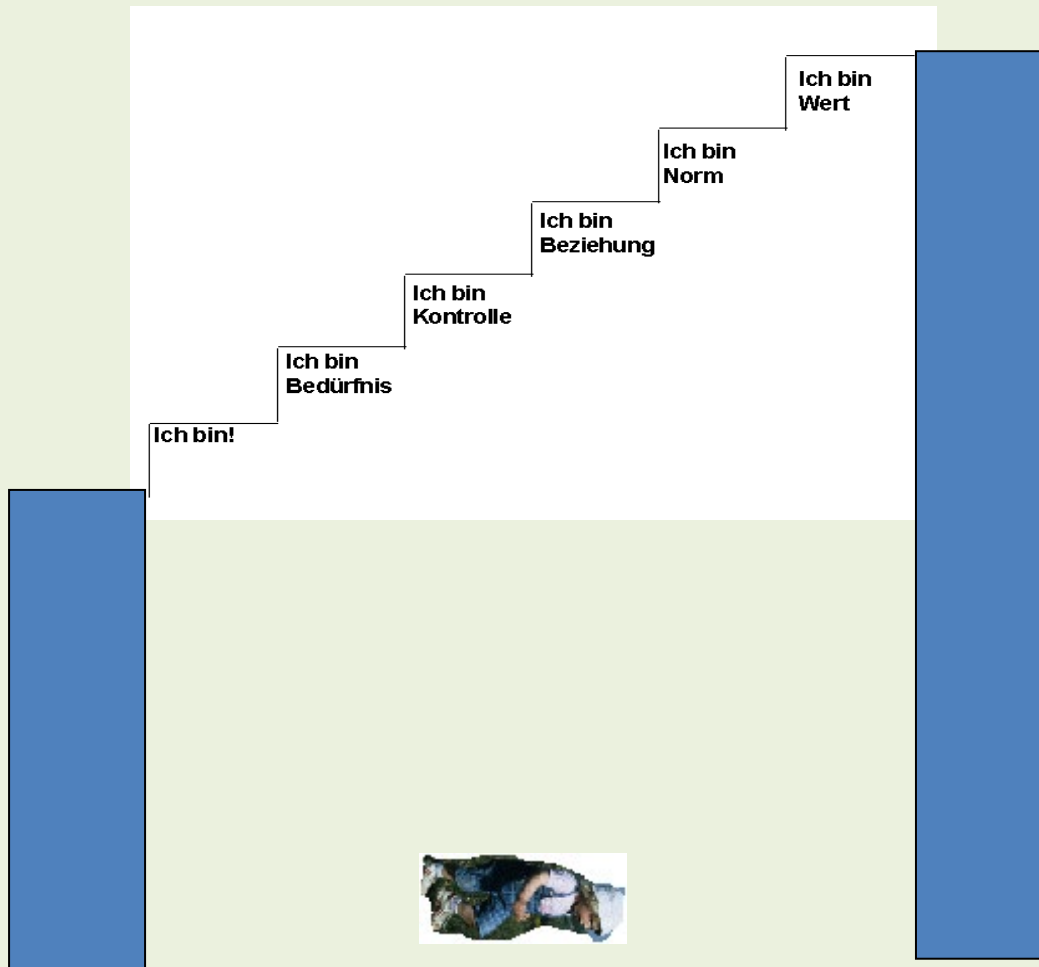 Ich bin
Wert
Ich bin
Norm
Ich bin
Beziehung
Ich bin
Kontrolle
Ich bin
Bedürfnis
Ich bin!